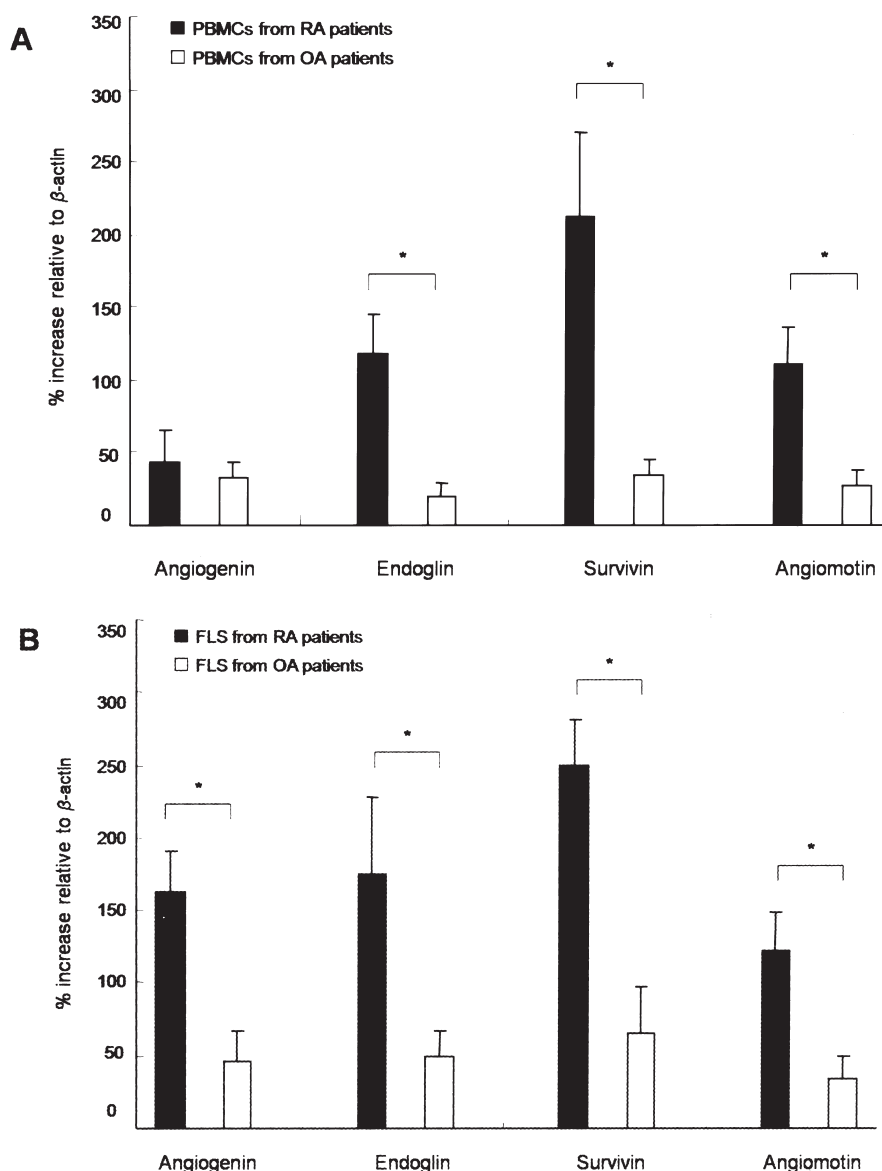 A
350
■ PBMCs from RA patients
□ PBMCs from OA patients
300
250
200
150
100
50
0
% increase relative to β-actin
*
*
*
Angiogenin Endoglin Survivin Angiomotin
B
350
■ FLS from RA patients
□ FLS from OA patients
300
250
200
150
100
50
0
% increase relative to β-actin
*
*
*
*
Angiogenin Endoglin Survivin Angiomotin